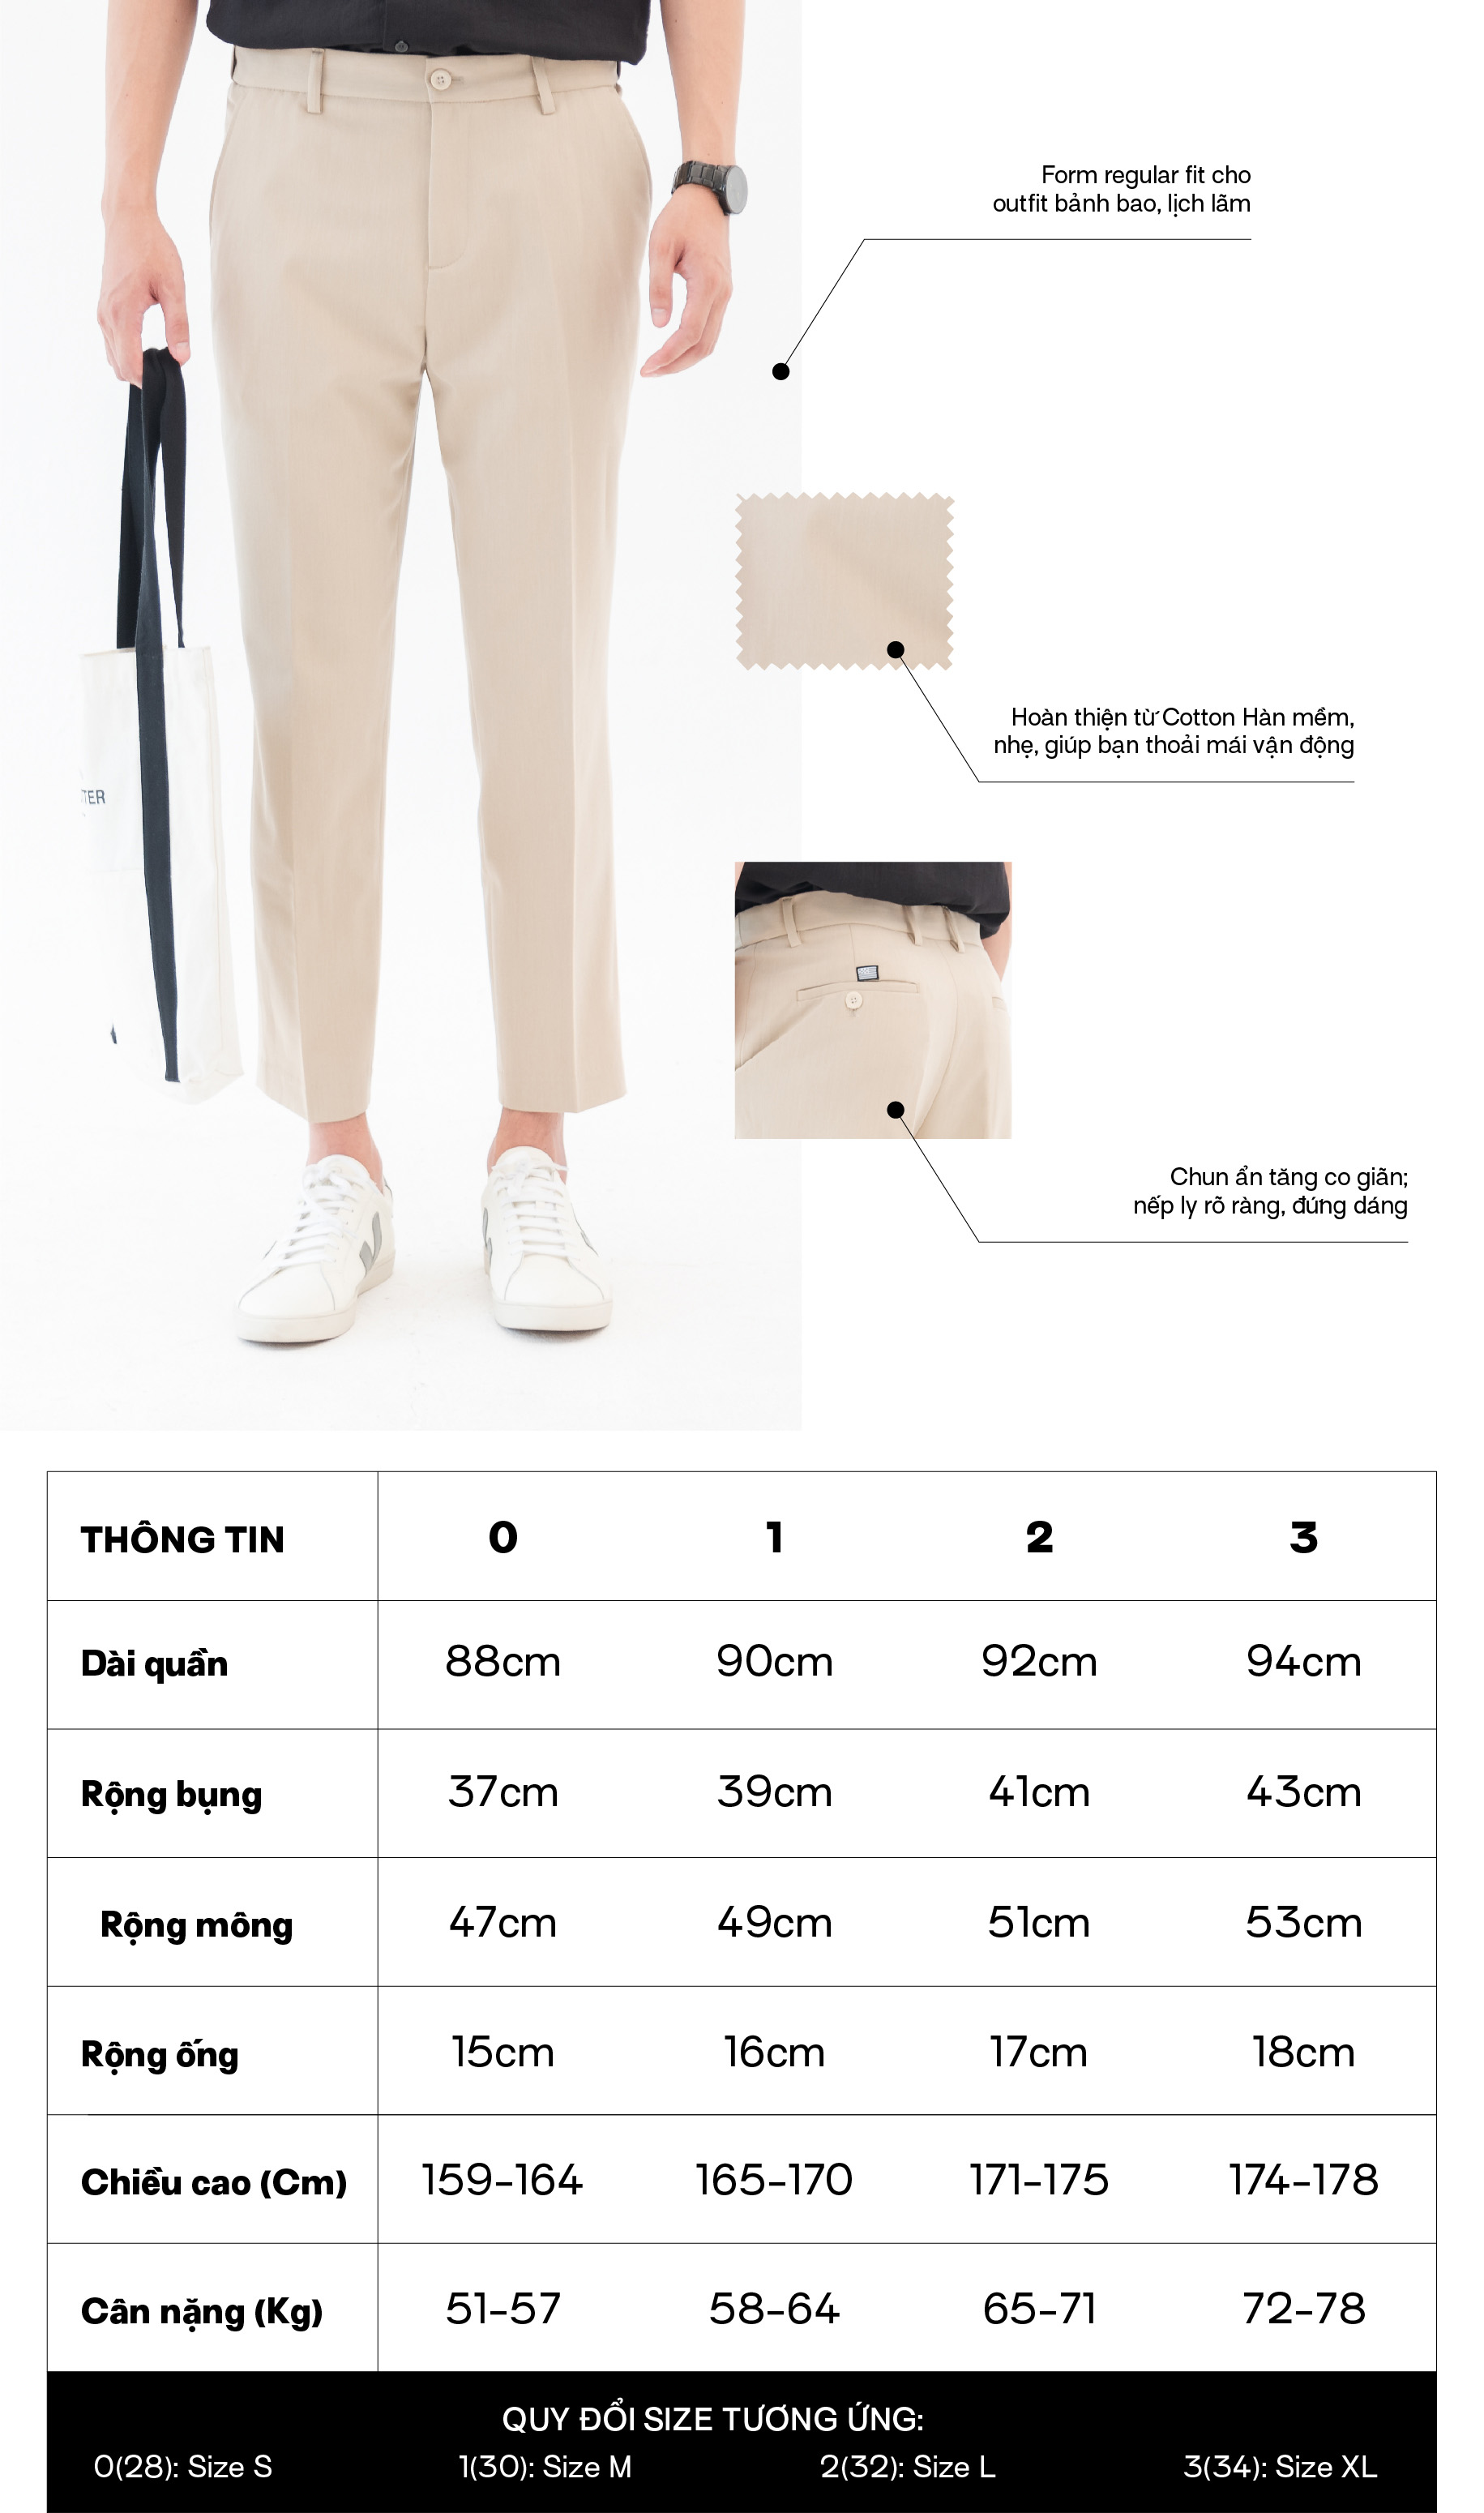 Form regular fit cho
outfit bảnh bao, lịch lãm
Hoàn thiện từ Cotton Hàn mềm,
nhẹ, giúp bạn thoải mái vận động
TER
Chun ẩn tăng co giãn;
nếp ly rõ ràng, đứng dáng
THÔNG TIN 0 1 2 3
Dài quần 88cm 90cm 92cm 94cm
Rộng bụng 37cm 39cm 41cm 43cm
Rộng mông 47cm 49cm 51cm 53cm
Rộng ống 15cm 16cm 17cm 18cm
Chiều cao (Cm) 159-164 165-170 171-175 174-178
Cân nặng (Kg) 51-57 58-64 65-71 72-78
QUY ĐỔI SIZE TƯƠNG ỨNG:
0(28): Size S 1(30): Size M 2(32): Size L 3(34): Size XL